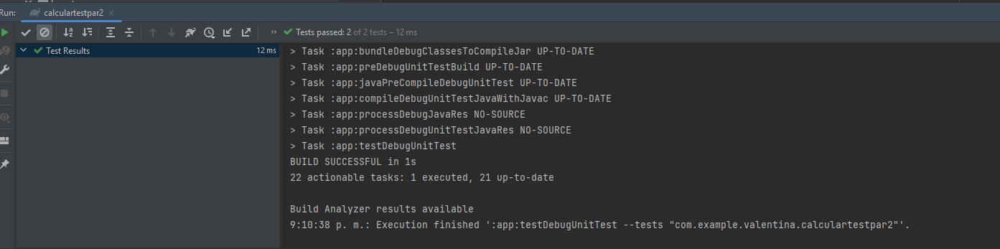 Run:
calculartestpar2
Tests passed: 2 of 2 tests – 12 ms
Test Results
12 ms
> Task :app:bundleDebugClassesToCompileJar UP-TO-DATE
> Task :app:preDebugUnitTestBuild UP-TO-DATE
> Task :app:javaPreCompileDebugUnitTest UP-TO-DATE
> Task :app:compileDebugUnitTestJavaWithJavac UP-TO-DATE
> Task :app:processDebugJavaRes NO-SOURCE
> Task :app:processDebugUnitTestJavaRes NO-SOURCE
> Task :app:testDebugUnitTest
BUILD SUCCESSFUL in 1s
22 actionable tasks: 1 executed, 21 up-to-date
Build Analyzer results available
9:10:38 p. m.: Execution finished ':app:testDebugUnitTest --tests "com.example.valentina.calculartestpar2"'.